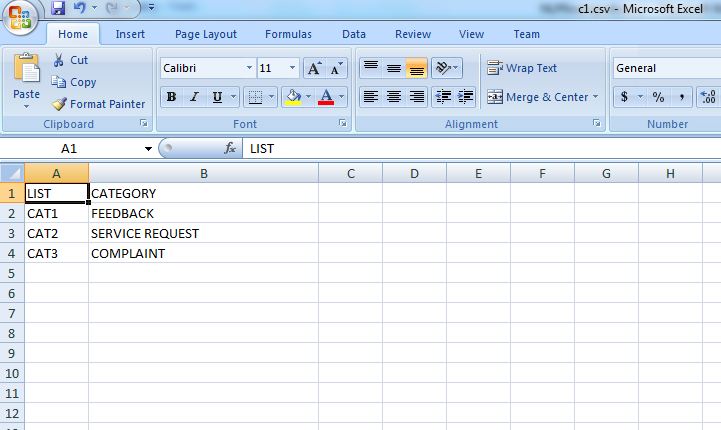 c1.csv - Microsoft Excel
Home Insert Page Layout Formulas Data Review View Team
Cut
Copy
Format Painter
Paste
Clipboard
Calibri 11 A A
B I U A
Font
Wrap Text
Merge & Center
Alignment
General
$ % , .0 .00
Number
A1 fx LIST
A B C D E F G H
1 LIST CATEGORY
2 CAT1 FEEDBACK
3 CAT2 SERVICE REQUEST
4 CAT3 COMPLAINT
5
6
7
8
9
10
11
12